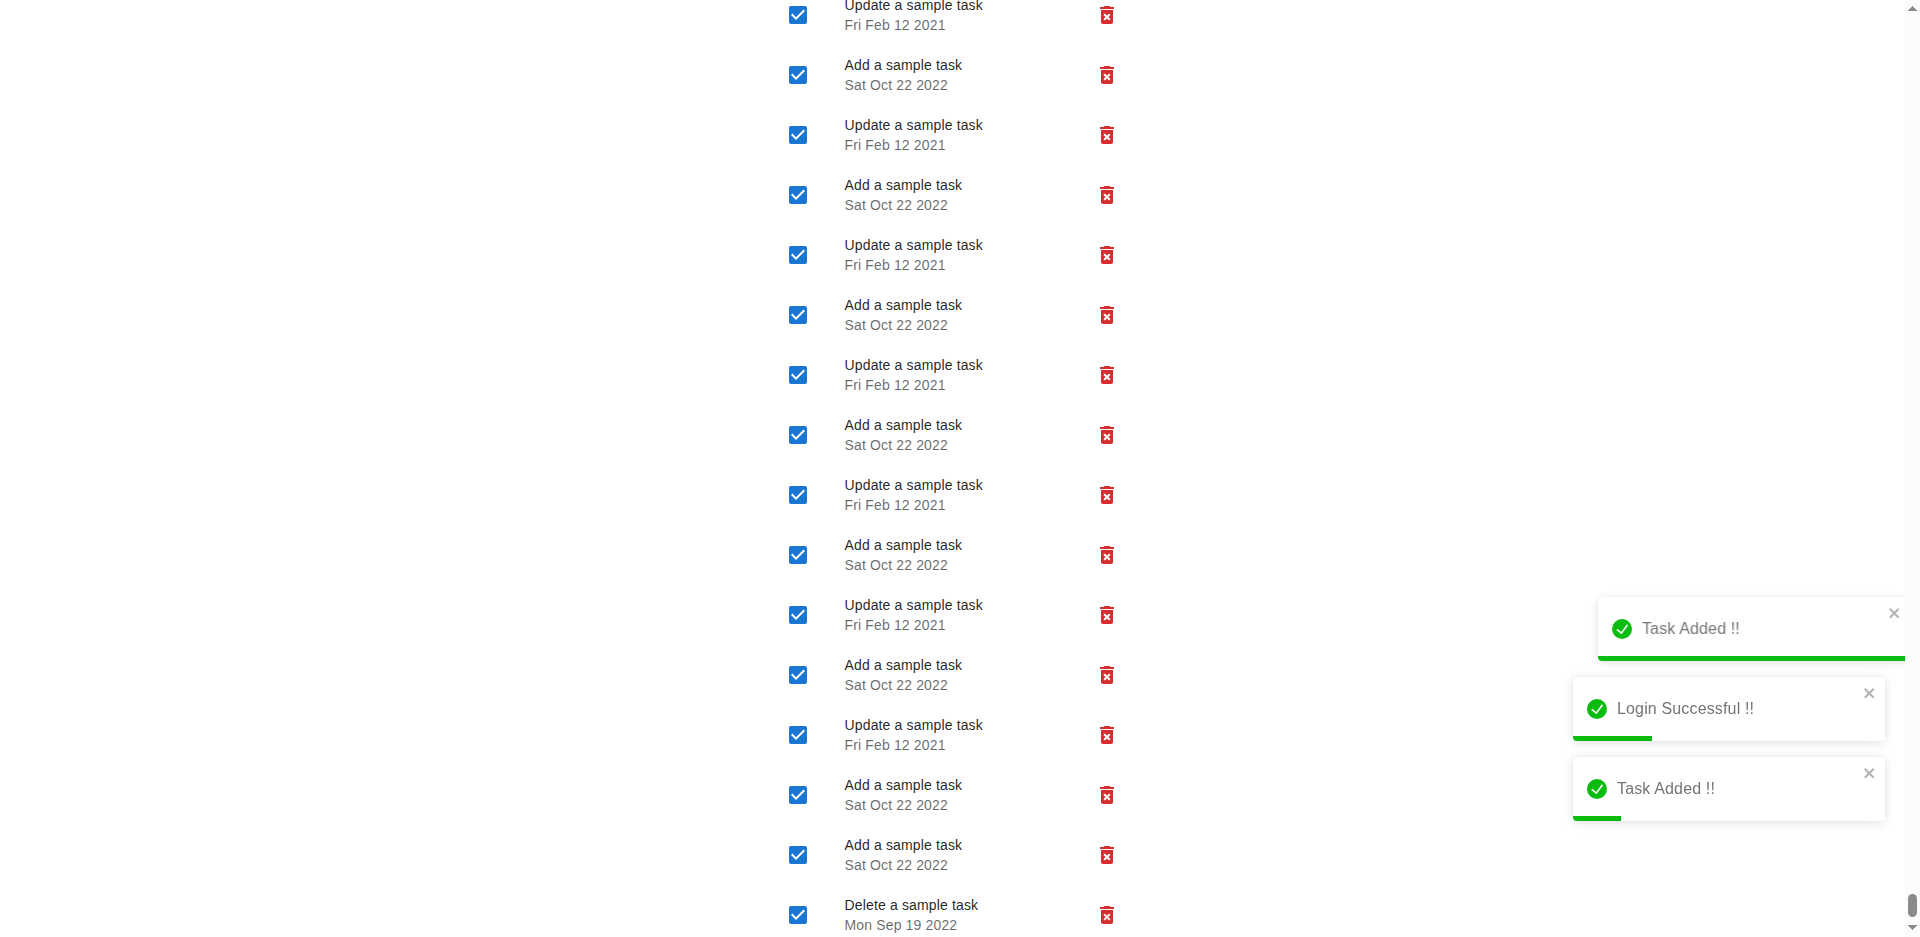 Update a sample task
Fri Feb 12 2021
Add a sample task
Sat Oct 22 2022
Update a sample task
Fri Feb 12 2021
Add a sample task
Sat Oct 22 2022
Update a sample task
Fri Feb 12 2021
Add a sample task
Sat Oct 22 2022
Update a sample task
Fri Feb 12 2021
Add a sample task
Sat Oct 22 2022
Update a sample task
Fri Feb 12 2021
Add a sample task
Sat Oct 22 2022
Update a sample task
Fri Feb 12 2021
Add a sample task
Sat Oct 22 2022
Update a sample task
Fri Feb 12 2021
Add a sample task
Sat Oct 22 2022
Add a sample task
Sat Oct 22 2022
Delete a sample task
Mon Sep 19 2022
Task Added !!
Login Successful !!
Task Added !!